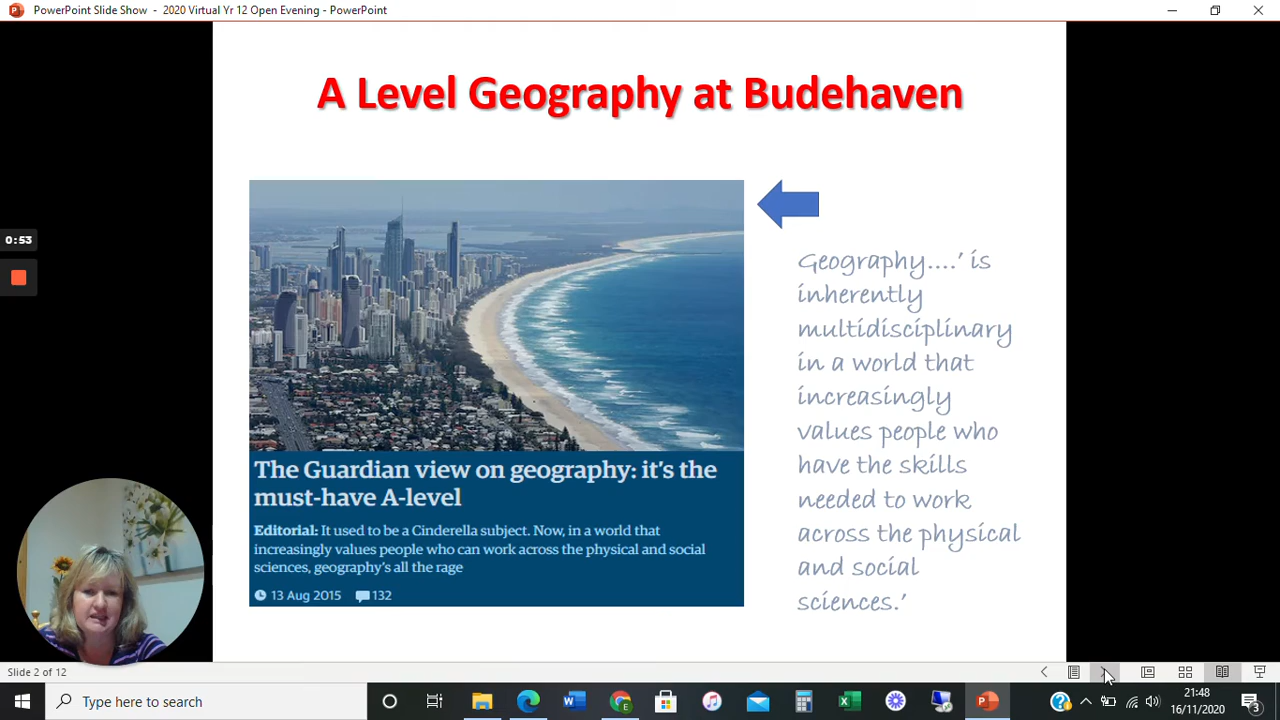 PowerPoint Slide Show - 2020 Virtual Yr 12 Open Evening - PowerPoint
A Level Geography at Budehaven
0:53
Geography....' is
inherently
multidisciplinary
in a world that
increasingly
values people who
have the skills
needed to work
across the physical
and social
sciences.'
The Guardian view on geography: it's the
must-have A-level
Editorial: It used to be a Cinderella subject. Now, in a world that
increasingly values people who can work across the physical and social
sciences, geography's all the rage
13 Aug 2015 132
Slide 2 of 12
Type here to search
21:48
16/11/2020
3